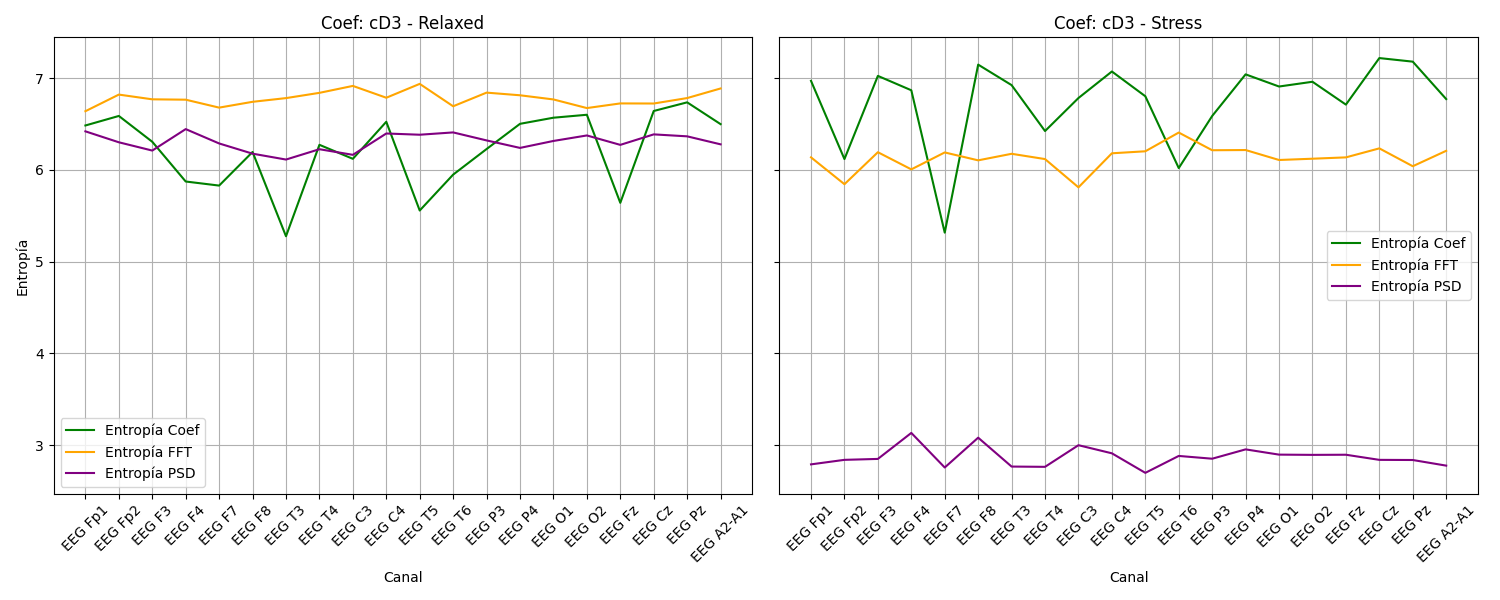 Coef: cD3 - Relaxed
Entropía
7
6
5
4
3
Entropía Coef
Entropía FFT
Entropía PSD
EEG Fp1
EEG Fp2
EEG F3
EEG F4
EEG F7
EEG F8
EEG T3
EEG T4
EEG C3
EEG C4
EEG T5
EEG T6
EEG P3
EEG P4
EEG O1
EEG O2
EEG Fz
EEG Cz
EEG Pz
EEG A2-A1
Canal
Coef: cD3 - Stress
Entropía Coef
Entropía FFT
Entropía PSD
EEG Fp1
EEG Fp2
EEG F3
EEG F4
EEG F7
EEG F8
EEG T3
EEG T4
EEG C3
EEG C4
EEG T5
EEG T6
EEG P3
EEG P4
EEG O1
EEG O2
EEG Fz
EEG Cz
EEG Pz
EEG A2-A1
Canal